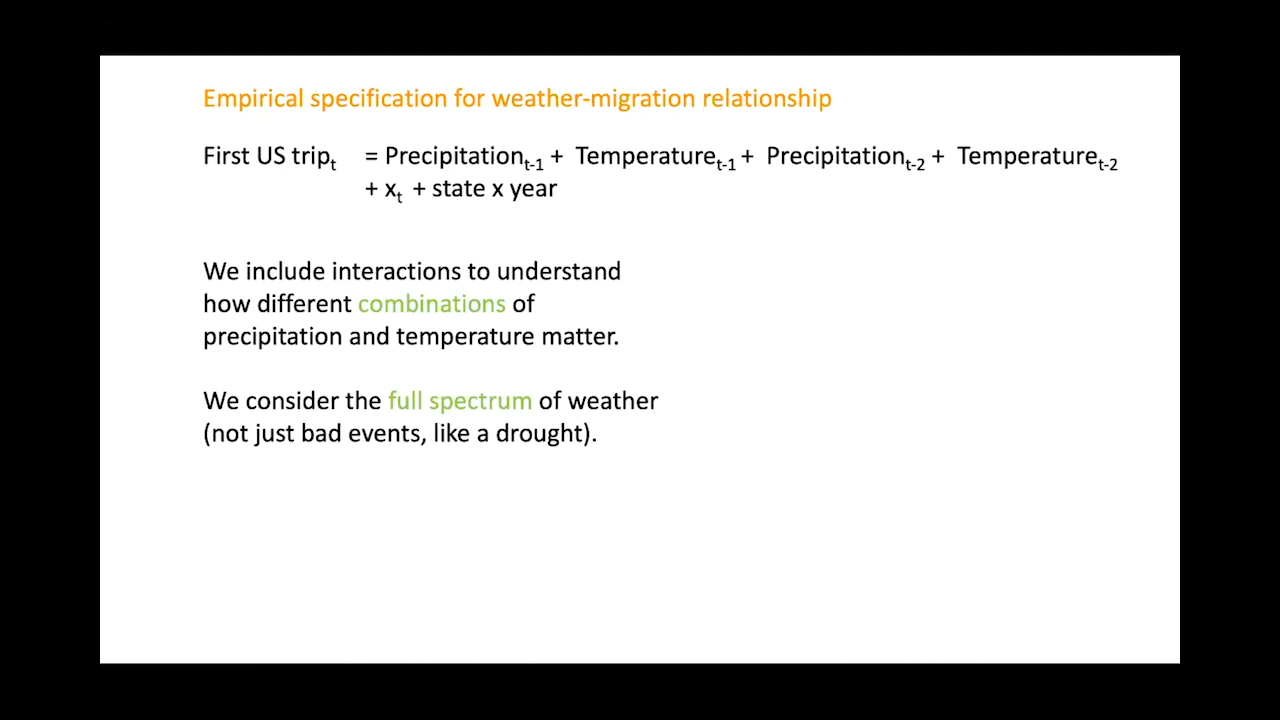 Empirical specification for weather-migration relationship
First US trip_t = Precipitation_t-1 + Temperature_t-1 + Precipitation_t-2 + Temperature_t-2
+ x_t + state x year
We include interactions to understand
how different combinations of
precipitation and temperature matter.
We consider the full spectrum of weather
(not just bad events, like a drought).